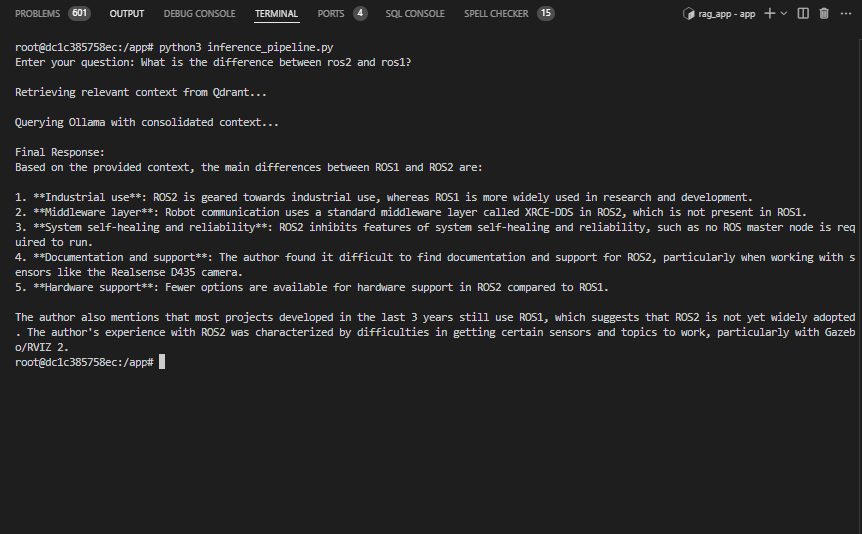 PROBLEMS 601 OUTPUT DEBUG CONSOLE TERMINAL PORTS 4 SQL CONSOLE SPELL CHECKER 15 rag_app - app
root@dc1c385758ec:/app# python3 inference_pipeline.py
Enter your question: What is the difference between ros2 and ros1?
Retrieving relevant context from Qdrant...
Querying Ollama with consolidated context...
Final Response:
Based on the provided context, the main differences between ROS1 and ROS2 are:
1. **Industrial use**: ROS2 is geared towards industrial use, whereas ROS1 is more widely used in research and development.
2. **Middleware layer**: Robot communication uses a standard middleware layer called XRCE-DDS in ROS2, which is not present in ROS1.
3. **System self-healing and reliability**: ROS2 inhibits features of system self-healing and reliability, such as no ROS master node is req
uired to run.
4. **Documentation and support**: The author found it difficult to find documentation and support for ROS2, particularly when working with s
ensors like the Realsense D435 camera.
5. **Hardware support**: Fewer options are available for hardware support in ROS2 compared to ROS1.
The author also mentions that most projects developed in the last 3 years still use ROS1, which suggests that ROS2 is not yet widely adopted
. The author's experience with ROS2 was characterized by difficulties in getting certain sensors and topics to work, particularly with Gazeb
o/RVIZ 2.
root@dc1c385758ec:/app#